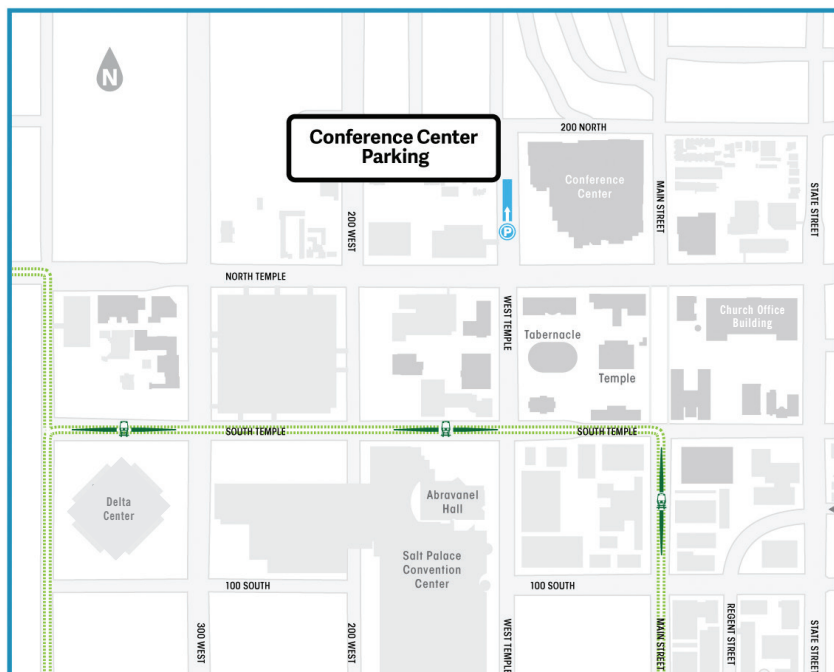 N
Conference Center
Parking
200 NORTH
Conference
Center
MAIN STREET
STATE STREET
200 WEST
P
NORTH TEMPLE
WEST TEMPLE
Tabernacle
Temple
Church Office
Building
SOUTH TEMPLE
SOUTH TEMPLE
Delta
Center
Abravanel
Hall
Salt Palace
Convention
Center
100 SOUTH
100 SOUTH
300 WEST
200 WEST
WEST TEMPLE
MAIN STREET
REGENT STREET
STATE STREET